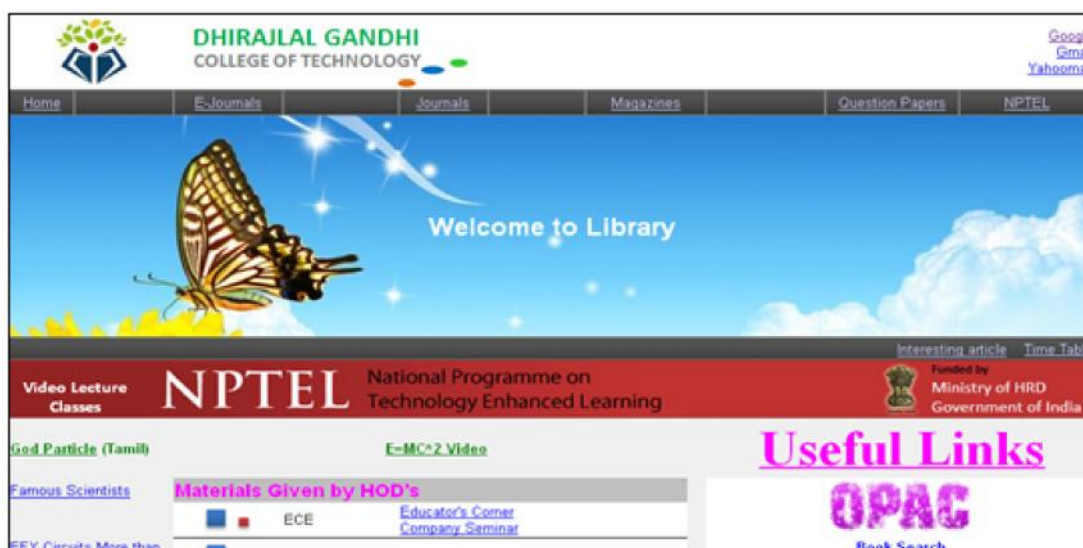 DHIRAJLAL GANDHI
COLLEGE OF TECHNOLOGY
Home E-Journals Journals Magazines Question Papers NPTEL
Welcome to Library
Interesting article Time Tab
Video Lecture
Classes
NPTEL
National Programme on
Technology Enhanced Learning
Funded by
Ministry of HRD
Government of India
God Particle (Tamil) E=MC^2 Video
Useful Links
Famous Scientists
Materials Given by HOD's
ECE
Educator's Corner
Company Seminar
OPAC
Book Search